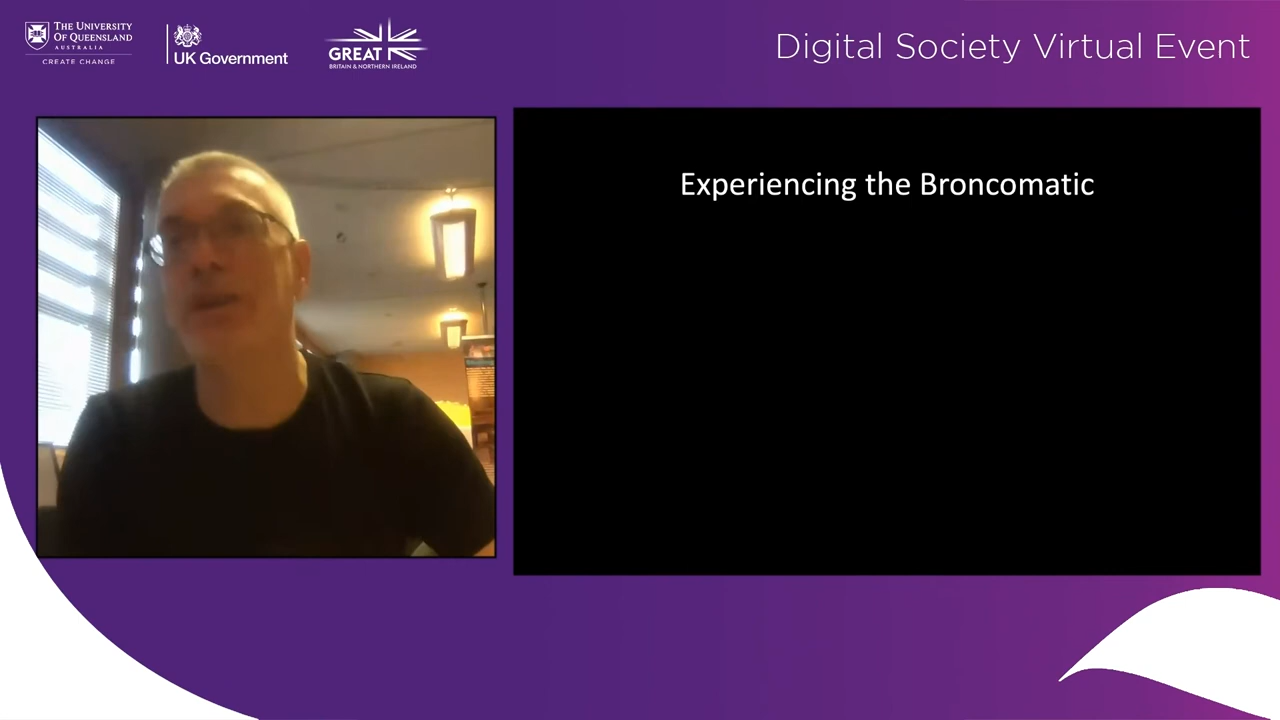 THE UNIVERSITY
OF QUEENSLAND
AUSTRALIA
CREATE CHANGE
UK Government
GREAT
BRITAIN & NORTHERN IRELAND
Digital Society Virtual Event
Experiencing the Broncomatic